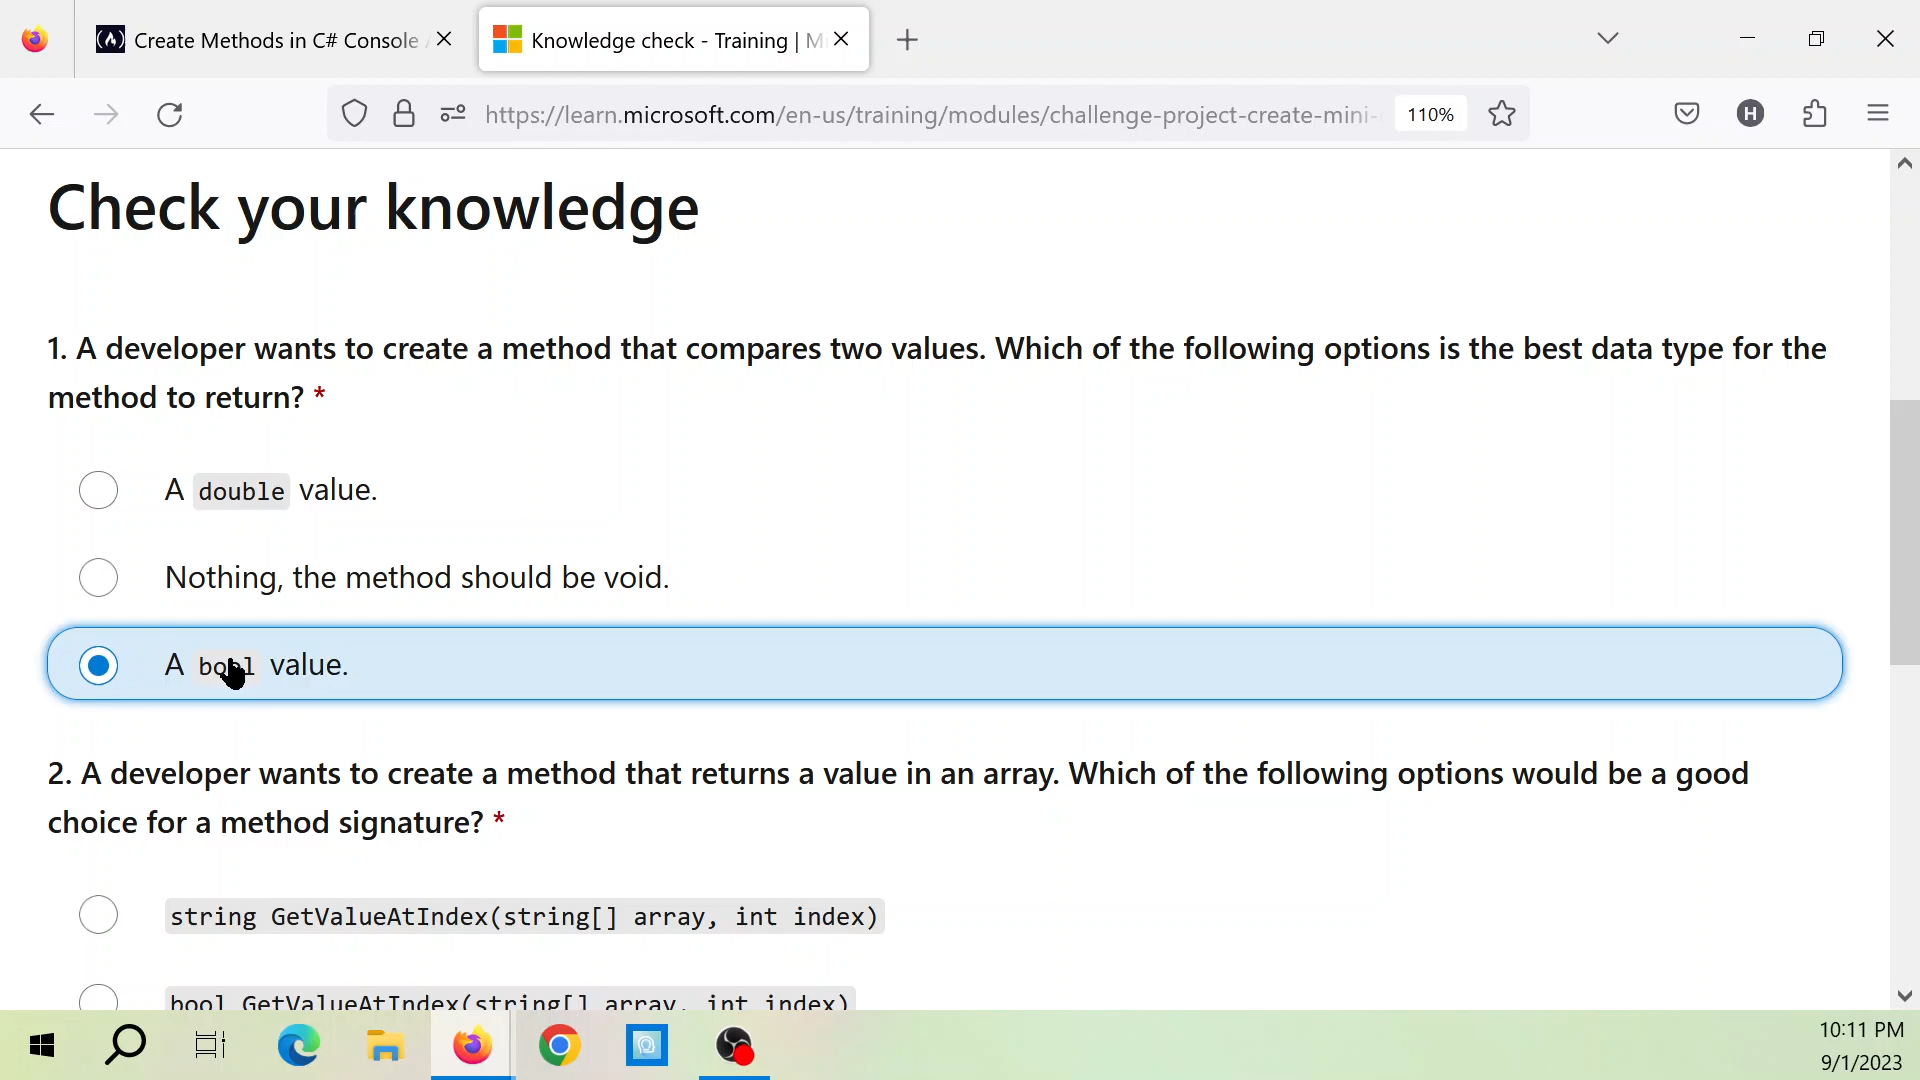 Create Methods in C# Console
Knowledge check - Training | M
https://learn.microsoft.com/en-us/training/modules/challenge-project-create-mini-
110%
H
Check your knowledge
1. A developer wants to create a method that compares two values. Which of the following options is the best data type for the
method to return? *
A double value.
Nothing, the method should be void.
A bool value.
2. A developer wants to create a method that returns a value in an array. Which of the following options would be a good
choice for a method signature? *
string GetValueAtIndex(string[] array, int index)
bool GetValueAtIndex(string[] array, int index)
10:11 PM
9/1/2023